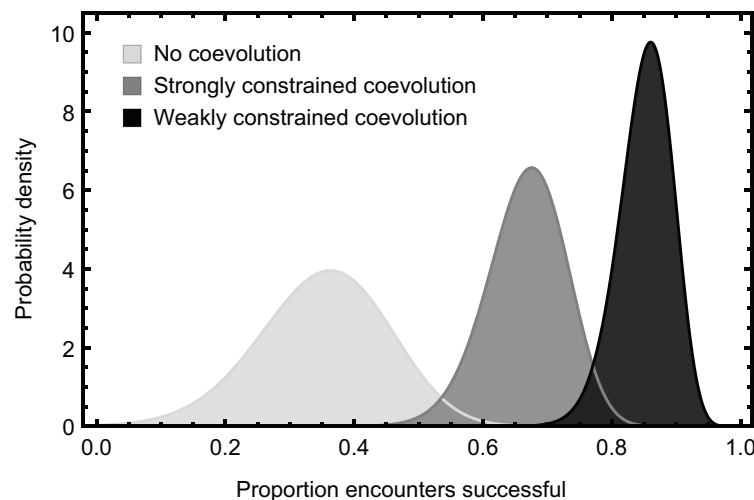 10
8
6
4
2
0
Probability density
No coevolution
Strongly constrained coevolution
Weakly constrained coevolution
0.0 0.2 0.4 0.6 0.8 1.0
Proportion encounters successful